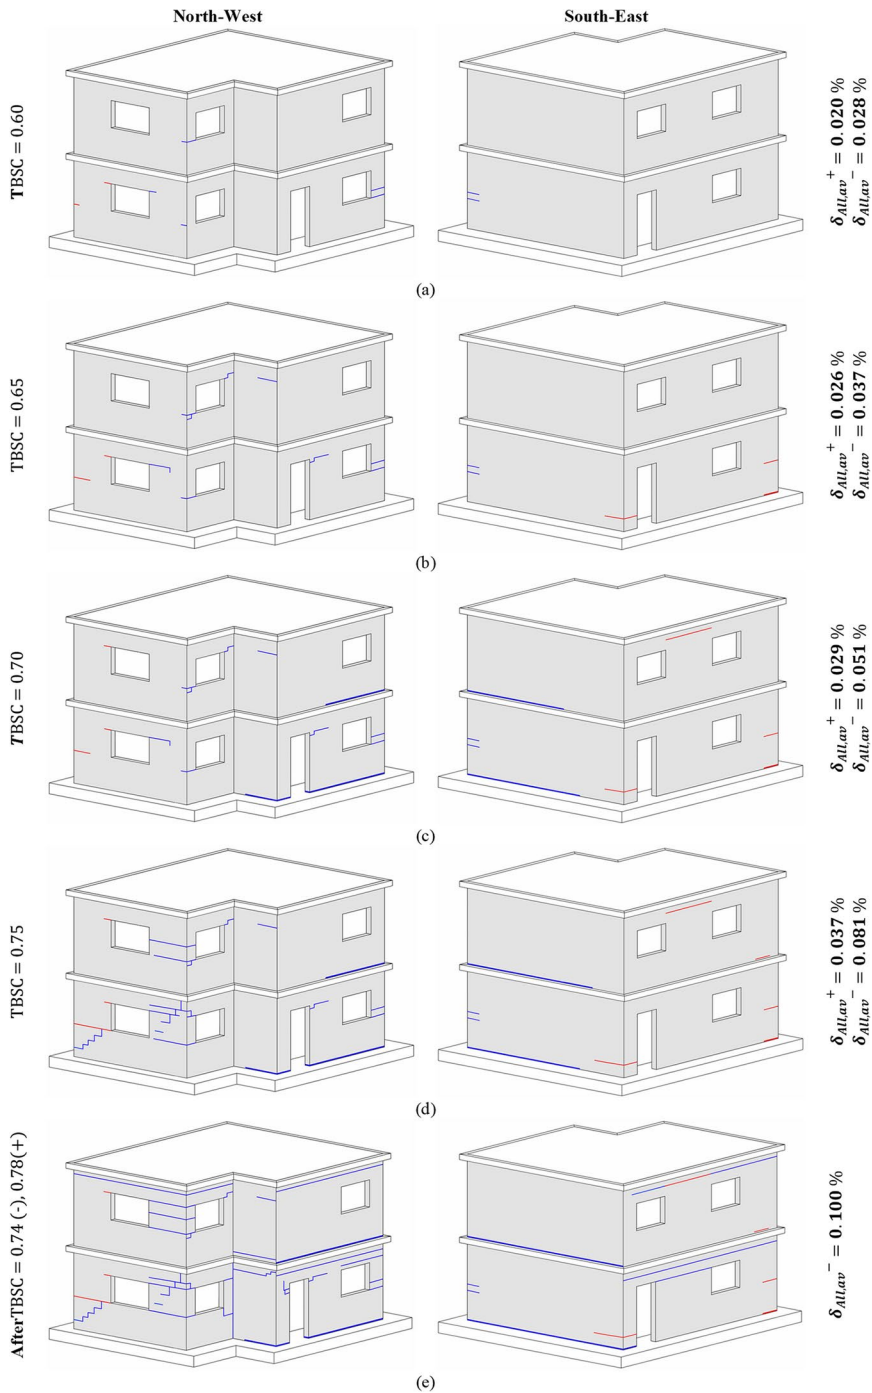 North-West
South-East
TBSC = 0.60
δAll,av⁺ = 0.020 %
δAll,av⁻ = 0.028 %
(a)
TBSC = 0.65
δAll,av⁺ = 0.026 %
δAll,av⁻ = 0.037 %
(b)
TBSC = 0.70
δAll,av⁺ = 0.029 %
δAll,av⁻ = 0.051 %
(c)
TBSC = 0.75
δAll,av⁺ = 0.037 %
δAll,av⁻ = 0.081 %
(d)
After TBSC = 0.74 (-), 0.78(+)
δAll,av⁻ = 0.100 %
(e)